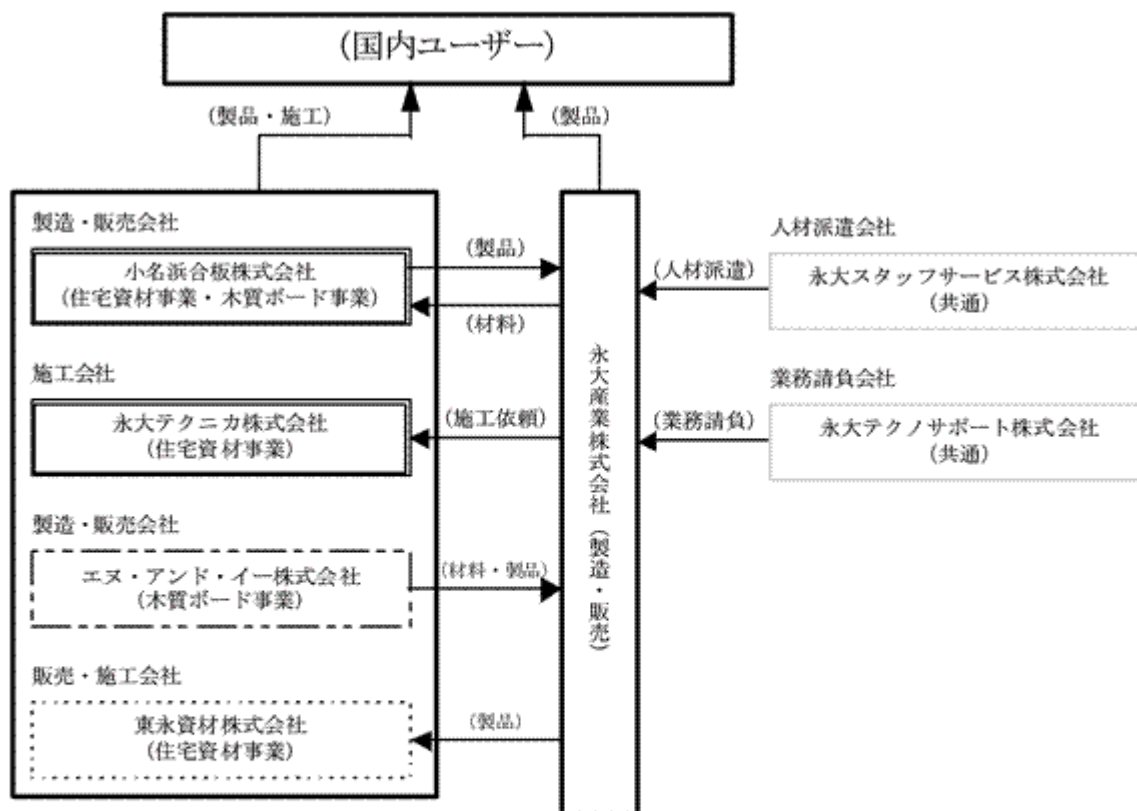 (国内ユーザー)
(製品・施工)
(製品)
製造・販売会社
小名浜合板株式会社
(住宅資材事業・木質ボード事業)
(製品)
(材料)
施工会社
永大テクニカ株式会社
(住宅資材事業)
(施工依頼)
製造・販売会社
エヌ・アンド・イー株式会社
(木質ボード事業)
(材料・製品)
販売・施工会社
東永資材株式会社
(住宅資材事業)
(製品)
永大産業株式会社(製造・販売)
人材派遣会社
(人材派遣)
永大スタッフサービス株式会社
(共通)
業務請負会社
(業務請負)
永大テクノサポート株式会社
(共通)